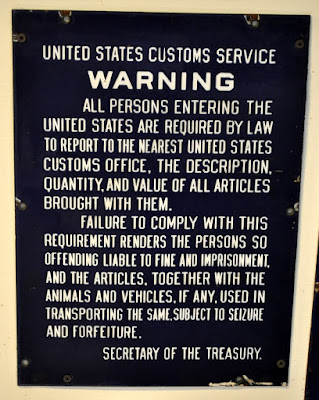 UNITED STATES CUSTOMS SERVICE
WARNING
ALL PERSONS ENTERING THE
UNITED STATES ARE REQUIRED BY LAW
TO REPORT TO THE NEAREST UNITED STATES
CUSTOMS OFFICE, THE DESCRIPTION,
QUANTITY, AND VALUE OF ALL ARTICLES
BROUGHT WITH THEM.
FAILURE TO COMPLY WITH THIS
REQUIREMENT RENDERS THE PERSONS SO
OFFENDING LIABLE TO FINE AND IMPRISONMENT,
AND THE ARTICLES, TOGETHER WITH THE
ANIMALS AND VEHICLES, IF ANY, USED IN
TRANSPORTING THE SAME, SUBJECT TO SEIZURE
AND FORFEITURE.
SECRETARY OF THE TREASURY.